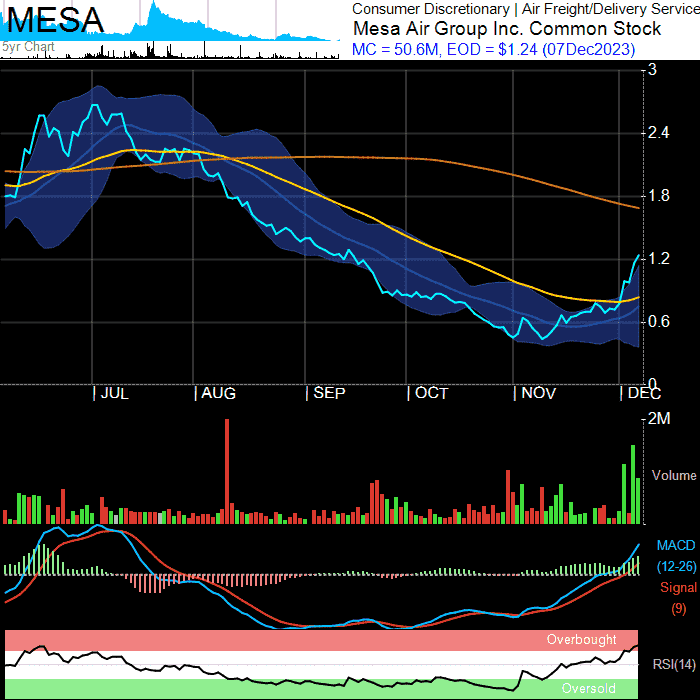 MESA
5yr Chart
Consumer Discretionary | Air Freight/Delivery Service
Mesa Air Group Inc. Common Stock
MC = 50.6M, EOD = $1.24 (07Dec2023)
3
2.4
1.8
1.2
0.6
0
| JUL | AUG | SEP | OCT | NOV | DEC
2M
Volume
MACD
(12-26)
Signal
(9)
Overbought
RSI(14)
Oversold